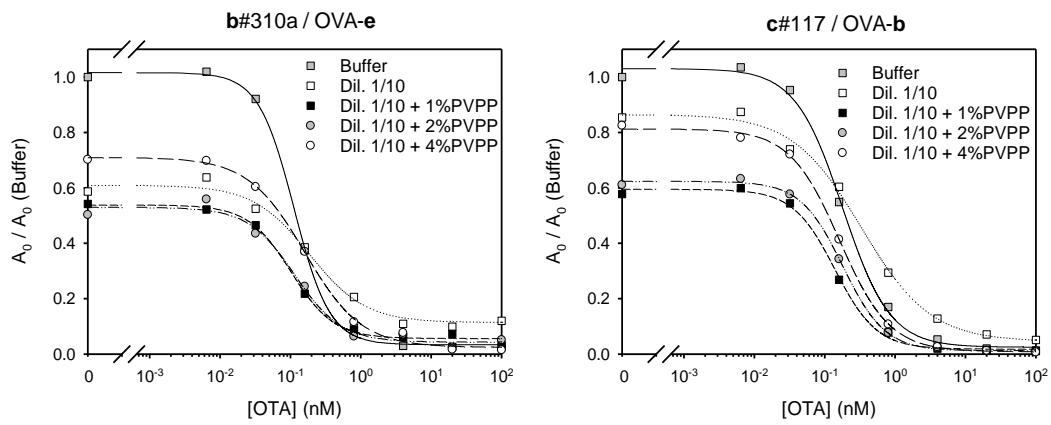 b#310a / OVA-e
A0 / A0 (Buffer)
1.0
0.8
0.6
0.4
0.2
0.0
Buffer
Dil. 1/10
Dil. 1/10 + 1%PVPP
Dil. 1/10 + 2%PVPP
Dil. 1/10 + 4%PVPP
0 10-3 10-2 10-1 100 101 102
[OTA] (nM)
c#117 / OVA-b
A0 / A0 (Buffer)
1.0
0.8
0.6
0.4
0.2
0.0
Buffer
Dil. 1/10
Dil. 1/10 + 1%PVPP
Dil. 1/10 + 2%PVPP
Dil. 1/10 + 4%PVPP
0 10-3 10-2 10-1 100 101 102
[OTA] (nM)